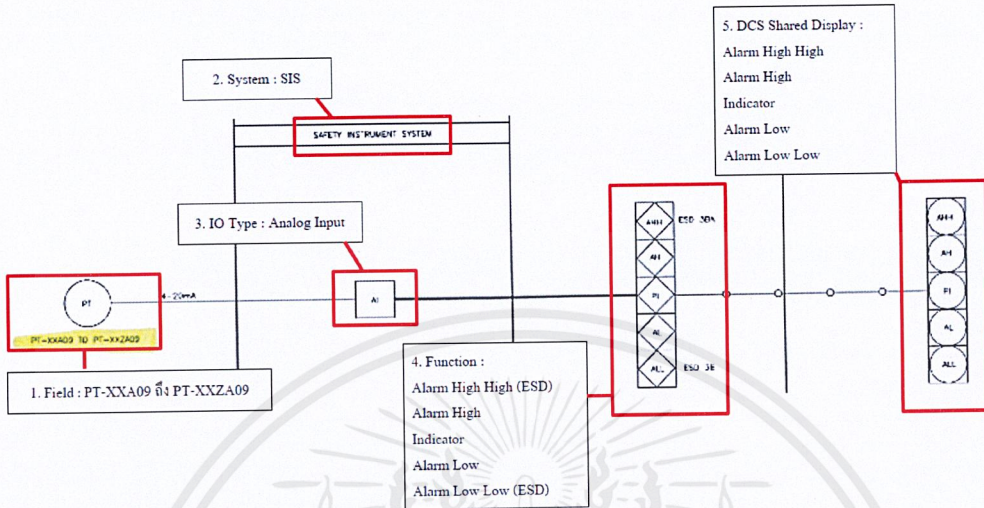 5. DCS Shared Display :
Alarm High High
Alarm High
Indicator
Alarm Low
Alarm Low Low
2. System : SIS
SAFETY INSTRUMENT SYSTEM
3. IO Type : Analog Input
AHH
ESD 3BA
AH
PI
AL
ALL
ESD 3E
AHH
AH
PI
AL
ALL
PT
4-20mA
AI
PT-XXA09 TO PT-XXZA09
1. Field : PT-XXA09 ถึง PT-XXZA09
4. Function :
Alarm High High (ESD)
Alarm High
Indicator
Alarm Low
Alarm Low Low (ESD)